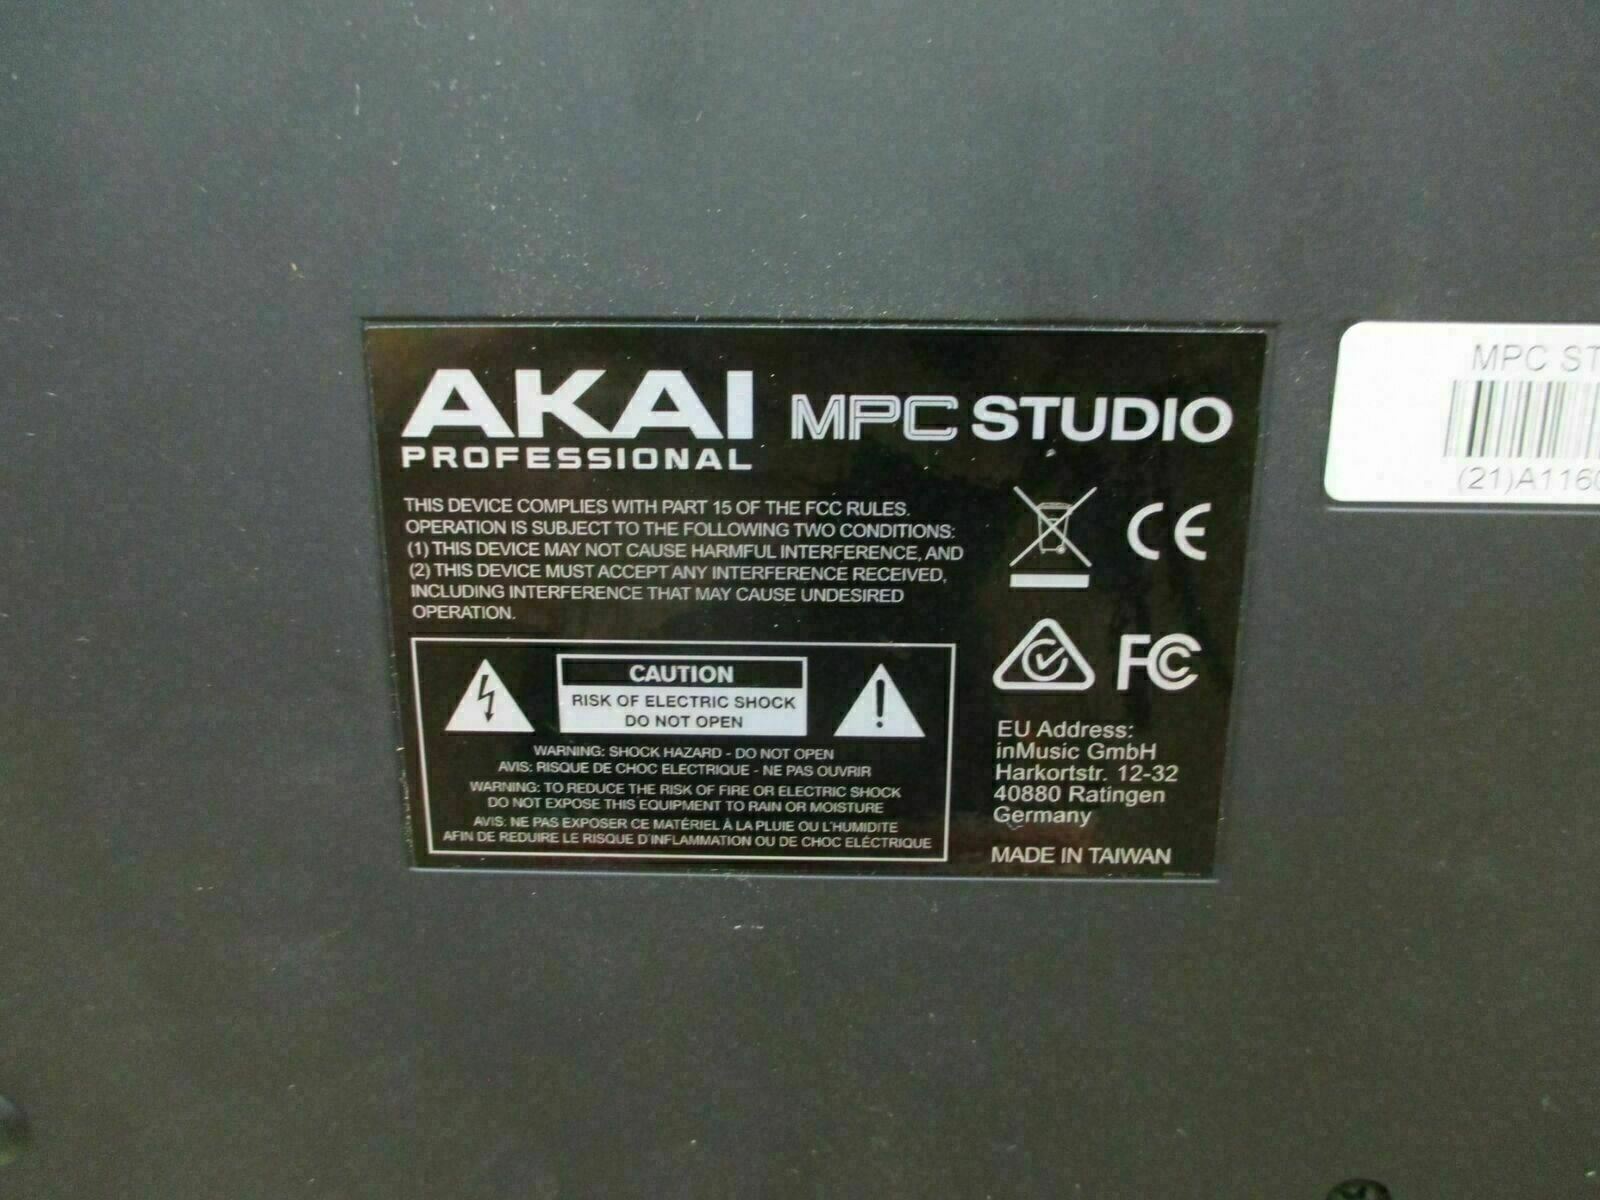 AKAI MPC STUDIO
PROFESSIONAL
THIS DEVICE COMPLIES WITH PART 15 OF THE FCC RULES.
OPERATION IS SUBJECT TO THE FOLLOWING TWO CONDITIONS:
(1) THIS DEVICE MAY NOT CAUSE HARMFUL INTERFERENCE, AND
(2) THIS DEVICE MUST ACCEPT ANY INTERFERENCE RECEIVED,
INCLUDING INTERFERENCE THAT MAY CAUSE UNDESIRED
OPERATION.
CE
FC
CAUTION
RISK OF ELECTRIC SHOCK
DO NOT OPEN
WARNING: SHOCK HAZARD - DO NOT OPEN
AVIS: RISQUE DE CHOC ELECTRIQUE - NE PAS OUVRIR
WARNING: TO REDUCE THE RISK OF FIRE OR ELECTRIC SHOCK
DO NOT EXPOSE THIS EQUIPMENT TO RAIN OR MOISTURE
AVIS: NE PAS EXPOSER CE MATÉRIEL À LA PLUIE OU L'HUMIDITE
AFIN DE REDUIRE LE RISQUE D'INFLAMMATION OU DE CHOC ELÉCTRIQUE
EU Address:
inMusic GmbH
Harkortstr. 12-32
40880 Ratingen
Germany
MADE IN TAIWAN
MPC ST
(21)A1160